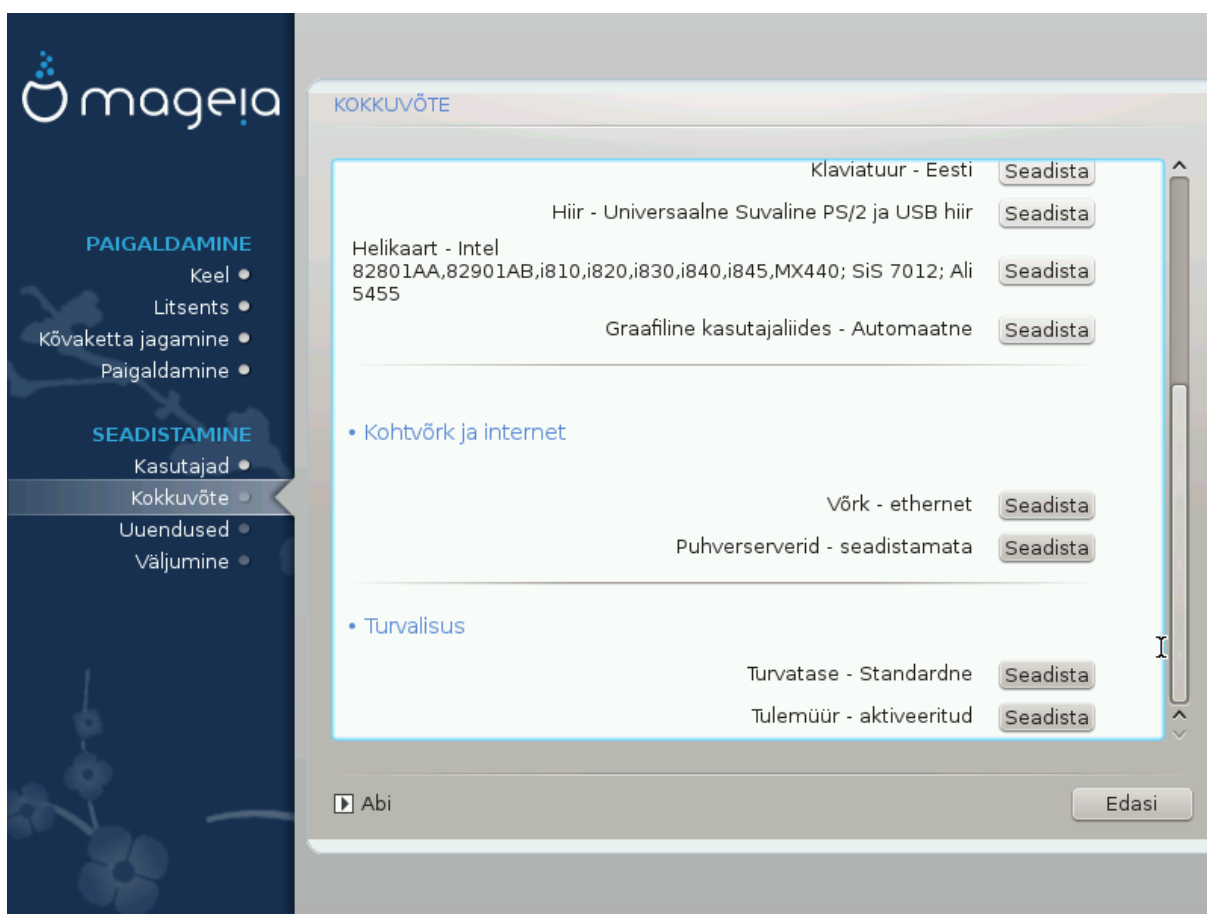 mageia
PAIGALDAMINE
Keel
Litsents
Kõvaketta jagamine
Paigaldamine
SEADISTAMINE
Kasutajad
Kokkuvõte
Uuendused
Väljumine
KOKKUVÕTE
Klaviatuur - Eesti Seadista
Hiir - Universaalne Suvaline PS/2 ja USB hiir Seadista
Helikaart - Intel
82801AA,82901AB,i810,i820,i830,i840,i845,MX440; SiS 7012; Ali Seadista
5455
Graafiline kasutajaliides - Automaatne Seadista
• Kohtvõrk ja internet
Võrk - ethernet Seadista
Puhverserverid - seadistamata Seadista
• Turvalisus
Turvatase - Standardne Seadista
Tulemüür - aktiveeritud Seadista
Abi
Edasi